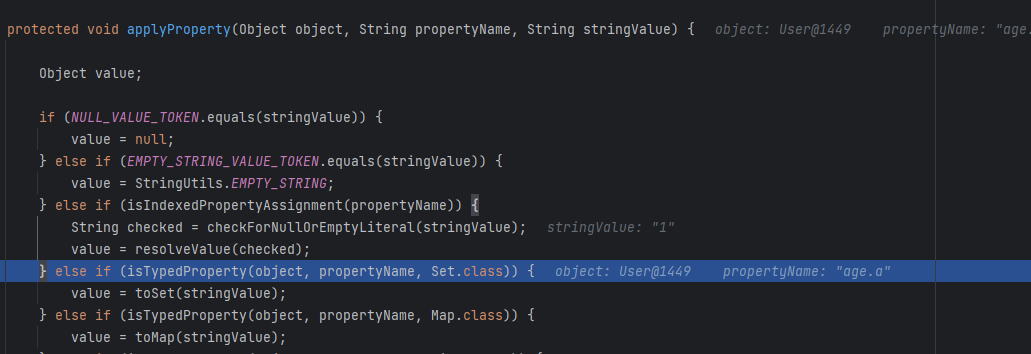 protected void applyProperty(Object object, String propertyName, String stringValue) { object: User@1449 propertyName: "age.
Object value;
if (NULL_VALUE_TOKEN.equals(stringValue)) {
value = null;
} else if (EMPTY_STRING_VALUE_TOKEN.equals(stringValue)) {
value = StringUtils.EMPTY_STRING;
} else if (isIndexedPropertyAssignment(propertyName)) {
String checked = checkForNullOrEmptyLiteral(stringValue); stringValue: "1"
value = resolveValue(checked);
} else if (isTypedProperty(object, propertyName, Set.class)) { object: User@1449 propertyName: "age.a"
value = toSet(stringValue);
} else if (isTypedProperty(object, propertyName, Map.class)) {
value = toMap(stringValue);